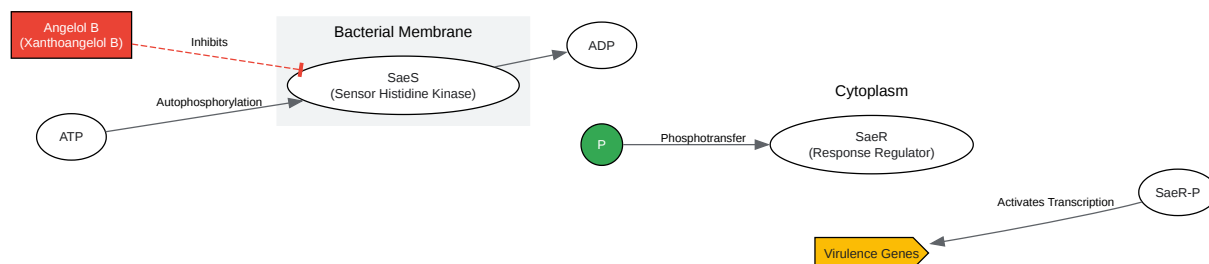 Angelol B
(Xanthoangelol B)
Inhibits
Bacterial Membrane
SaeS
(Sensor Histidine Kinase)
ADP
Autophosphorylation
ATP
Cytoplasm
P
Phosphotransfer
SaeR
(Response Regulator)
SaeR-P
Activates Transcription
Virulence Genes